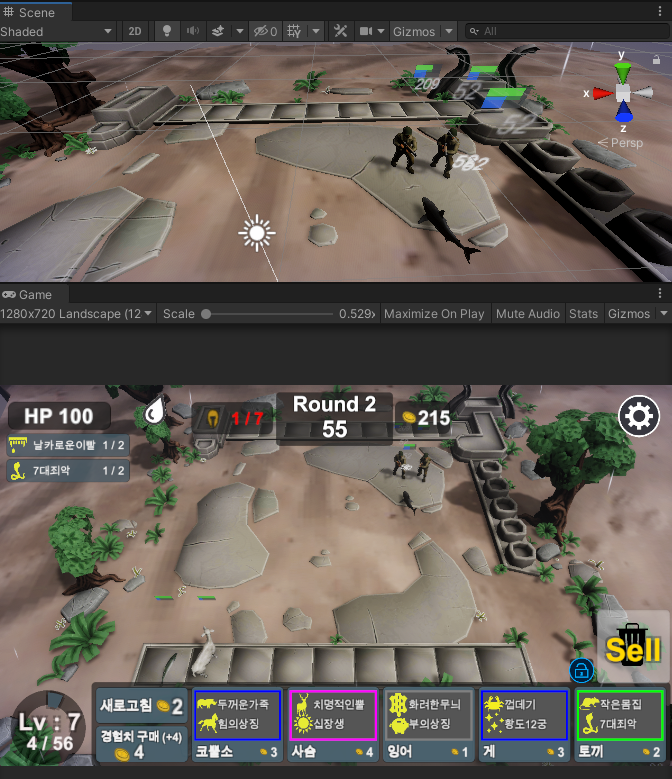 Scene
Shaded
2D
0
Gizmos
All
209
52
52
582
y
x
z
Persp
Game
1280x720 Landscape (12
Scale
0.529x
Maximize On Play
Mute Audio
Stats
Gizmos
HP 100
1 / 7
Round 2
55
215
날카로운이빨 1 / 2
7대죄악 1 / 2
Sell
Lv : 7
4 / 56
새로고침 2
경험치 구매 (+4)
4
두꺼운가죽
힘의상징
코뿔소 3
치명적인뿔
십장생
사슴 4
화려한무늬
부의상징
잉어 1
껍데기
황도12궁
게 3
작은몸집
7대죄악
토끼 2